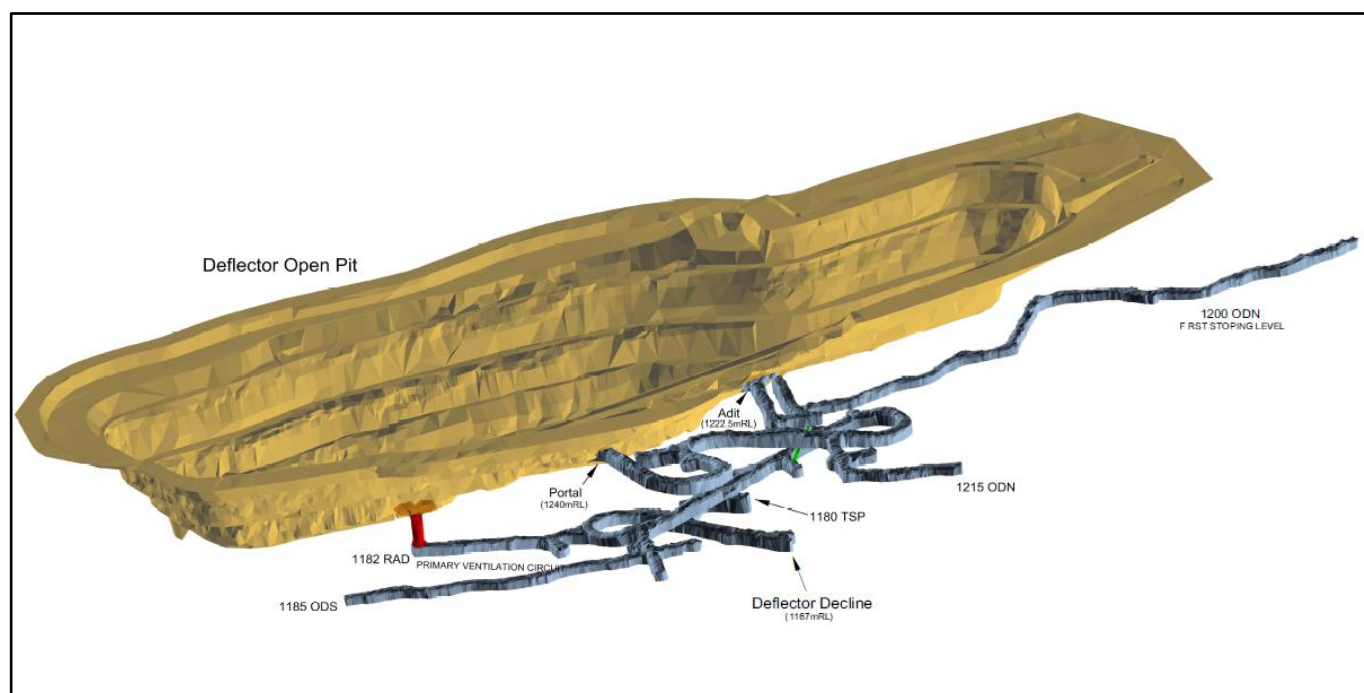 Deflector Open Pit
1200 ODN
F RST STOPING LEVEL
Adit
(1222.5mRL)
Portal
(1240mRL)
1215 ODN
1180 TSP
1182 RAD
PRIMARY VENTILATION CIRCUIT
1185 ODS
Deflector Decline
(1167mRL)